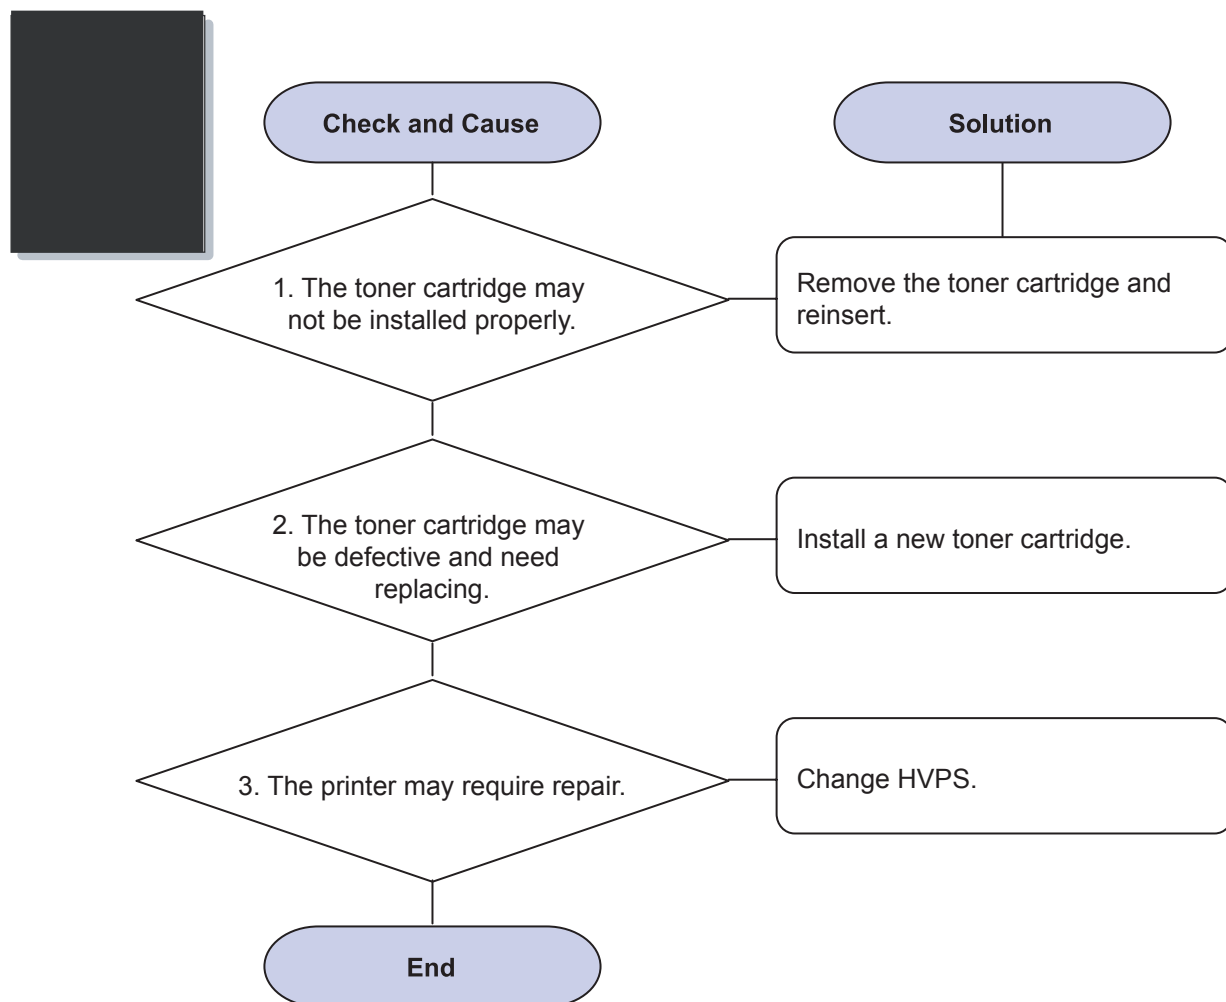 Check and Cause
Solution
1. The toner cartridge may
not be installed properly.
Remove the toner cartridge and
reinsert.
2. The toner cartridge may
be defective and need
replacing.
Install a new toner cartridge.
3. The printer may require repair.
Change HVPS.
End